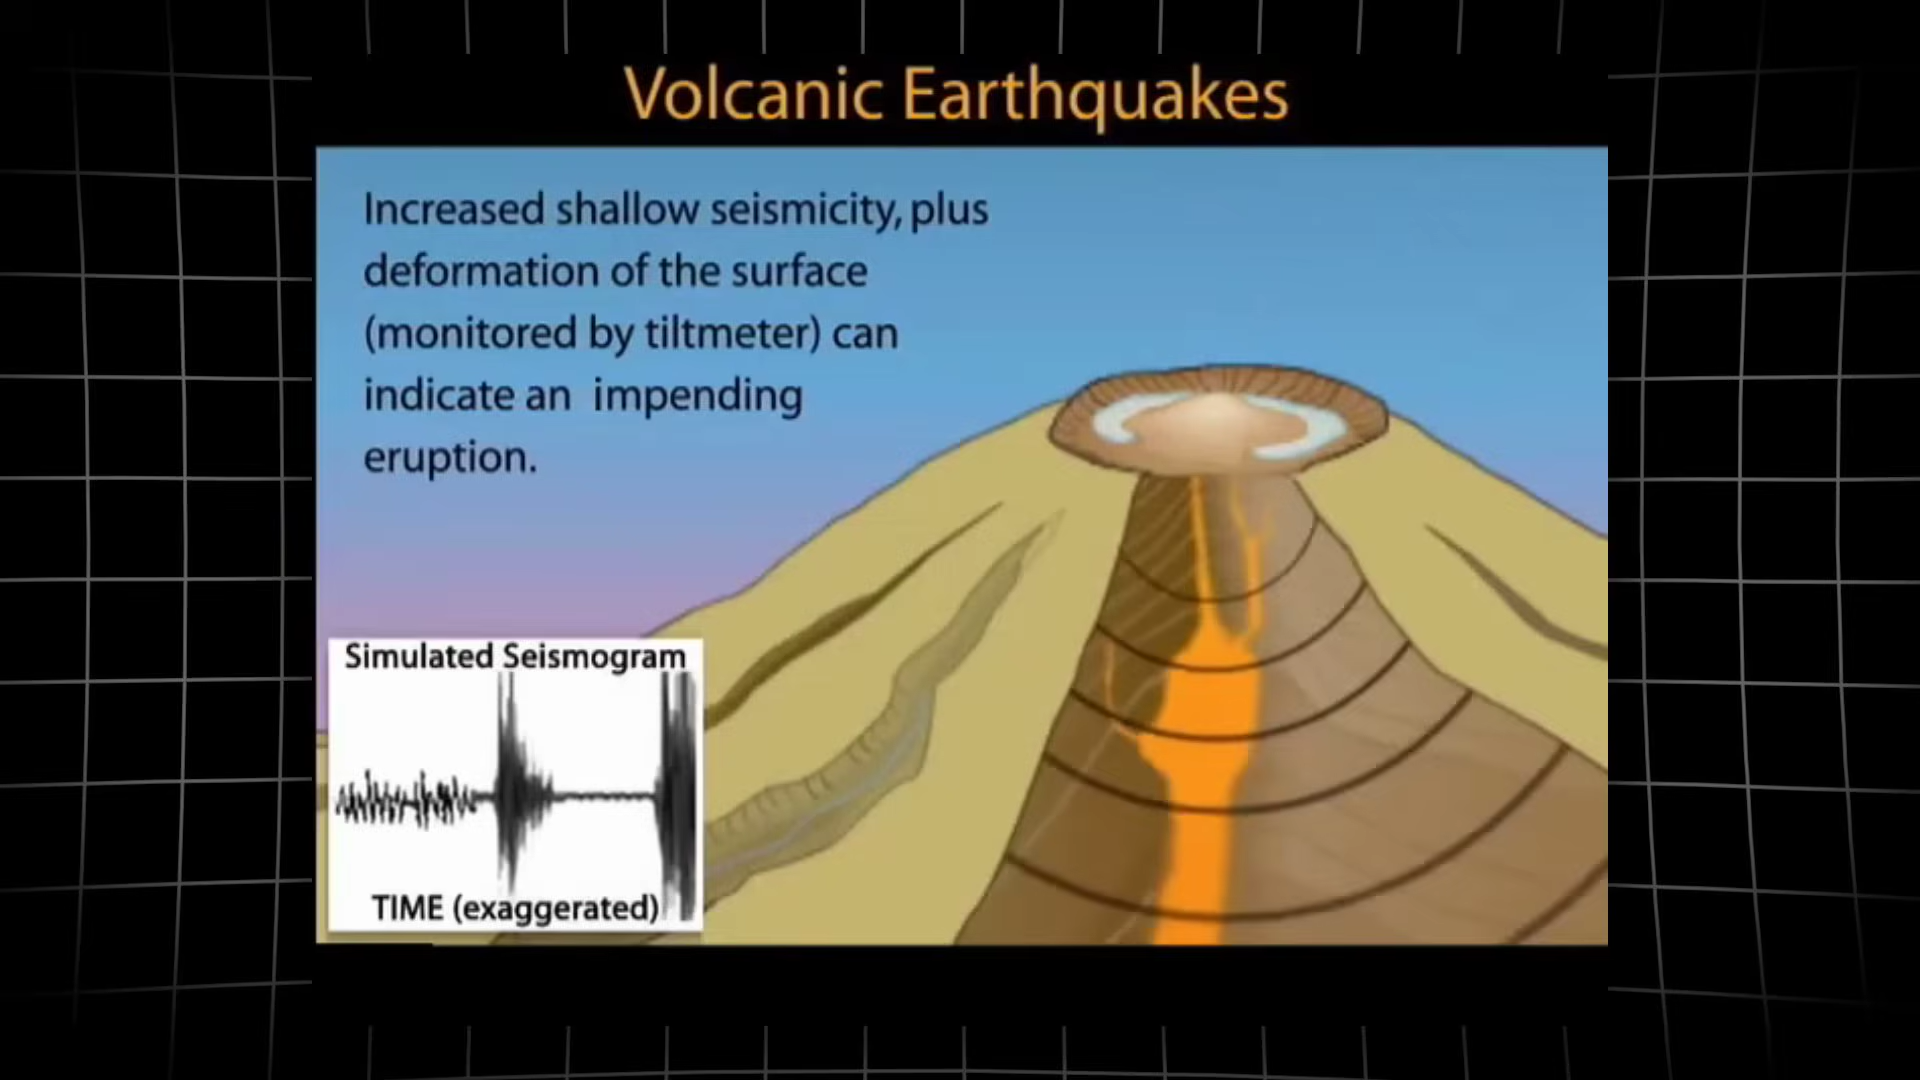 Volcanic Earthquakes
Increased shallow seismicity, plus
deformation of the surface
(monitored by tiltmeter) can
indicate an impending
eruption.
Simulated Seismogram
TIME (exaggerated)